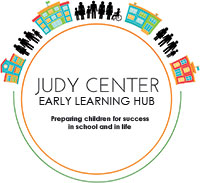 JUDY CENTER
EARLY LEARNING HUB
Preparing children for success
in school and in life